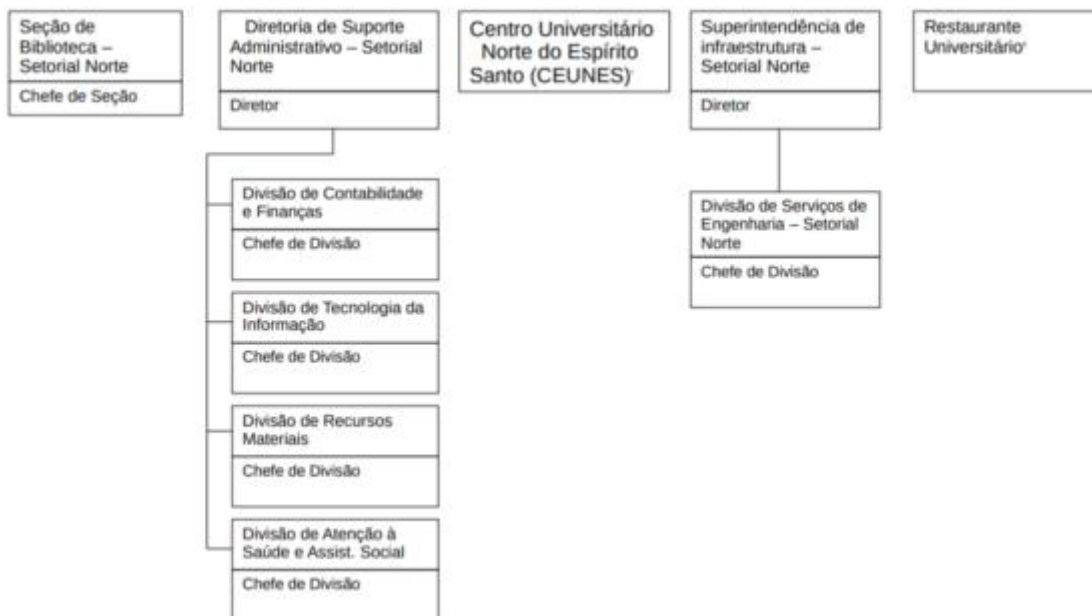 Seção de
Biblioteca –
Setorial Norte
Chefe de Seção
Diretoria de Suporte
Administrativo – Setorial
Norte
Diretor
Centro Universitário
Norte do Espírito
Santo (CEUNES)
Superintendência de
infraestrutura –
Setorial Norte
Diretor
Restaurante
Universitário
Divisão de Contabilidade
e Finanças
Chefe de Divisão
Divisão de Tecnologia da
Informação
Chefe de Divisão
Divisão de Recursos
Materiais
Chefe de Divisão
Divisão de Atenção à
Saúde e Assist. Social
Chefe de Divisão
Divisão de Serviços de
Engenharia – Setorial
Norte
Chefe de Divisão